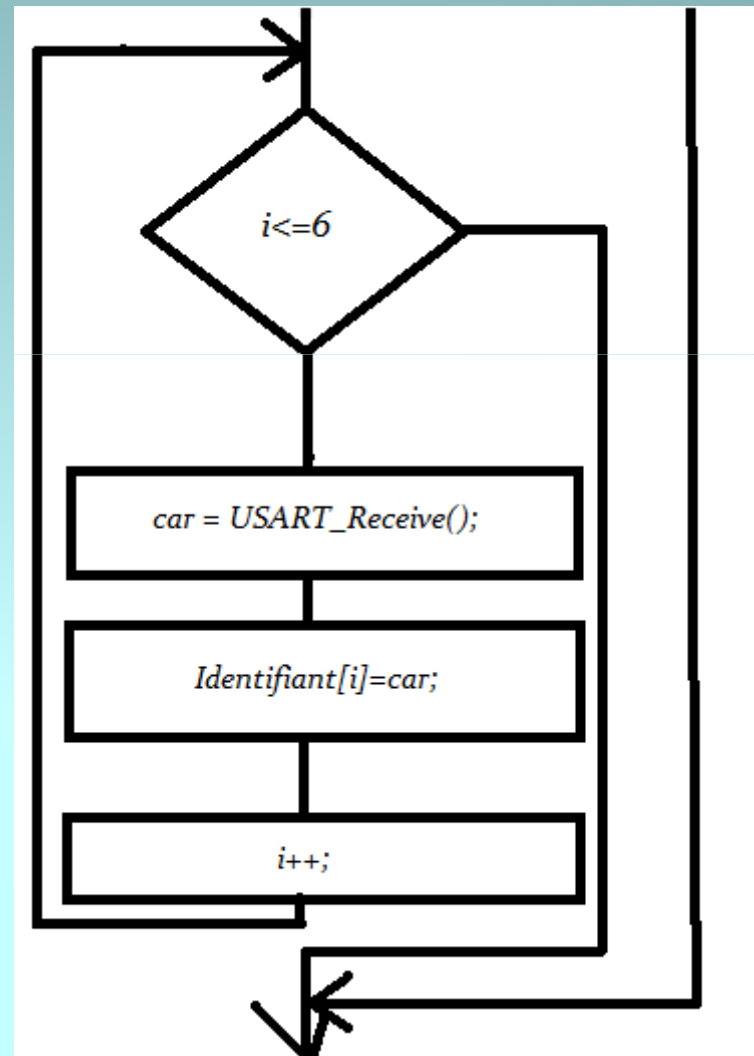 i<=6
car = USART_Receive();
Identifiant[i]=car;
i++;